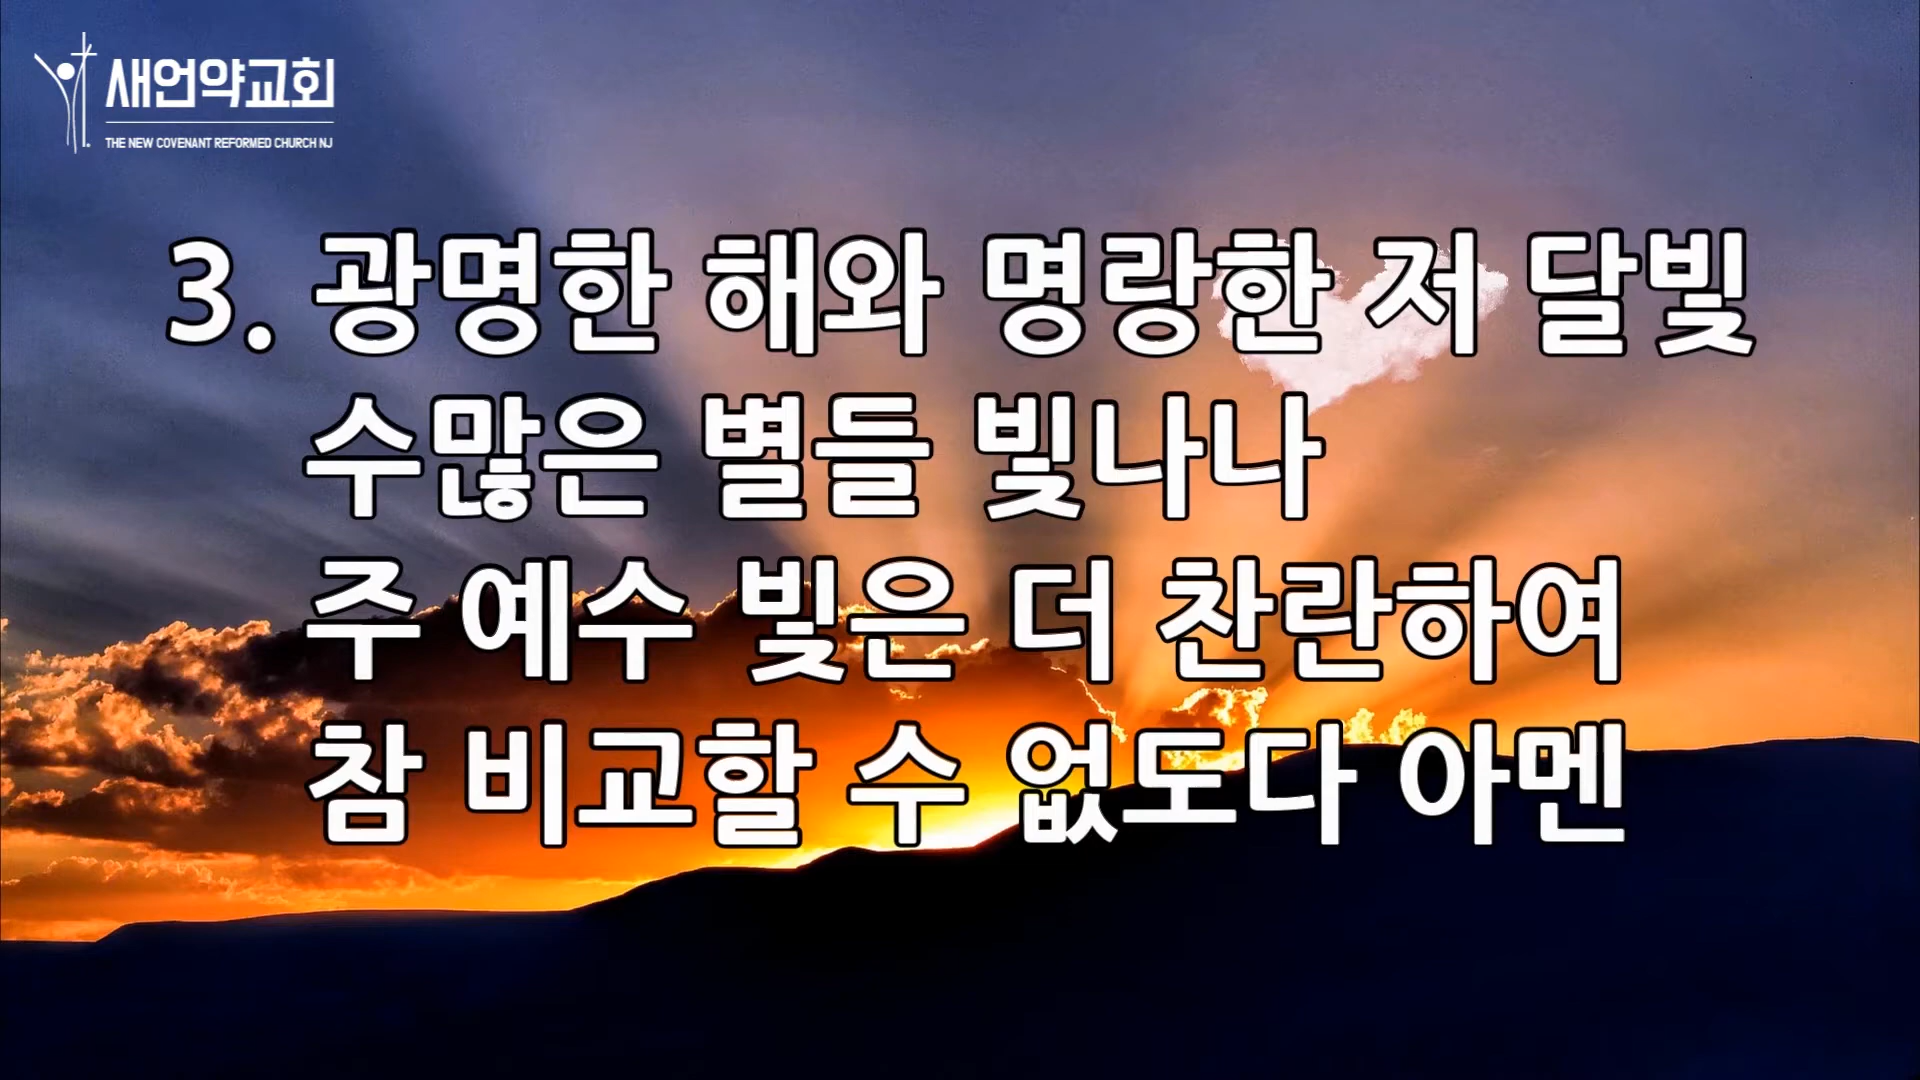 새언약교회
THE NEW COVENANT REFORMED CHURCH NJ
3. 광명한 해와 명랑한 저 달빛
수많은 별들 빛나나
주 예수 빛은 더 찬란하여
참 비교할 수 없도다 아멘